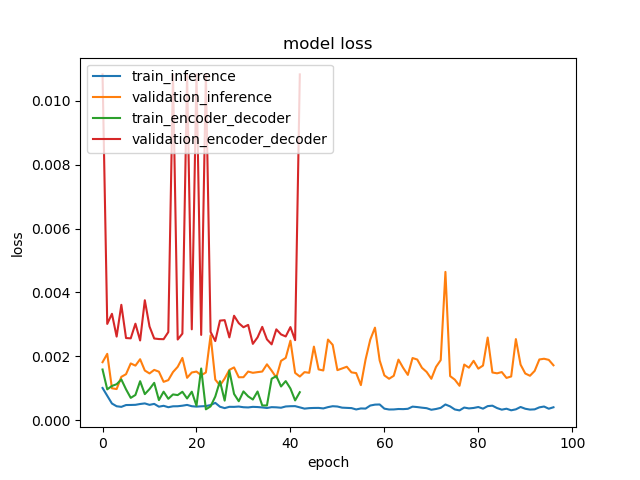 model loss
train_inference
validation_inference
train_encoder_decoder
validation_encoder_decoder
0.010
0.008
0.006
0.004
0.002
0.000
loss
0 20 40 60 80 100
epoch